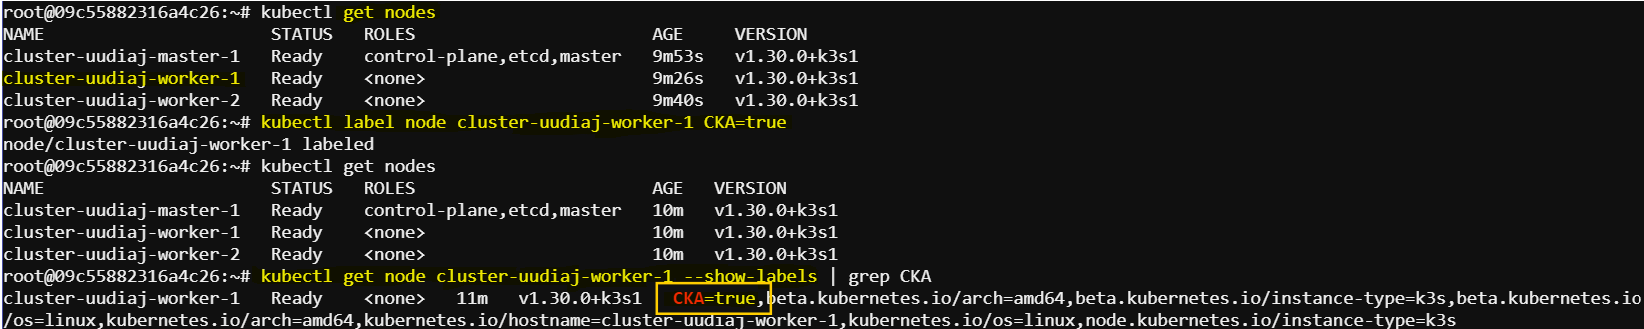 root@09c55882316a4c26:~# kubectl get nodes
NAME STATUS ROLES AGE VERSION
cluster-uudiaj-master-1 Ready control-plane,etcd,master 9m53s v1.30.0+k3s1
cluster-uudiaj-worker-1 Ready <none> 9m26s v1.30.0+k3s1
cluster-uudiaj-worker-2 Ready <none> 9m40s v1.30.0+k3s1
root@09c55882316a4c26:~# kubectl label node cluster-uudiaj-worker-1 CKA=true
node/cluster-uudiaj-worker-1 labeled
root@09c55882316a4c26:~# kubectl get nodes
NAME STATUS ROLES AGE VERSION
cluster-uudiaj-master-1 Ready control-plane,etcd,master 10m v1.30.0+k3s1
cluster-uudiaj-worker-1 Ready <none> 10m v1.30.0+k3s1
cluster-uudiaj-worker-2 Ready <none> 10m v1.30.0+k3s1
root@09c55882316a4c26:~# kubectl get node cluster-uudiaj-worker-1 --show-labels | grep CKA
cluster-uudiaj-worker-1 Ready <none> 11m v1.30.0+k3s1 CKA=true,beta.kubernetes.io/arch=amd64,beta.kubernetes.io/instance-type=k3s,beta.kubernetes.io
/os=linux,kubernetes.io/arch=amd64,kubernetes.io/hostname=cluster-uudiaj-worker-1,kubernetes.io/os=linux,node.kubernetes.io/instance-type=k3s